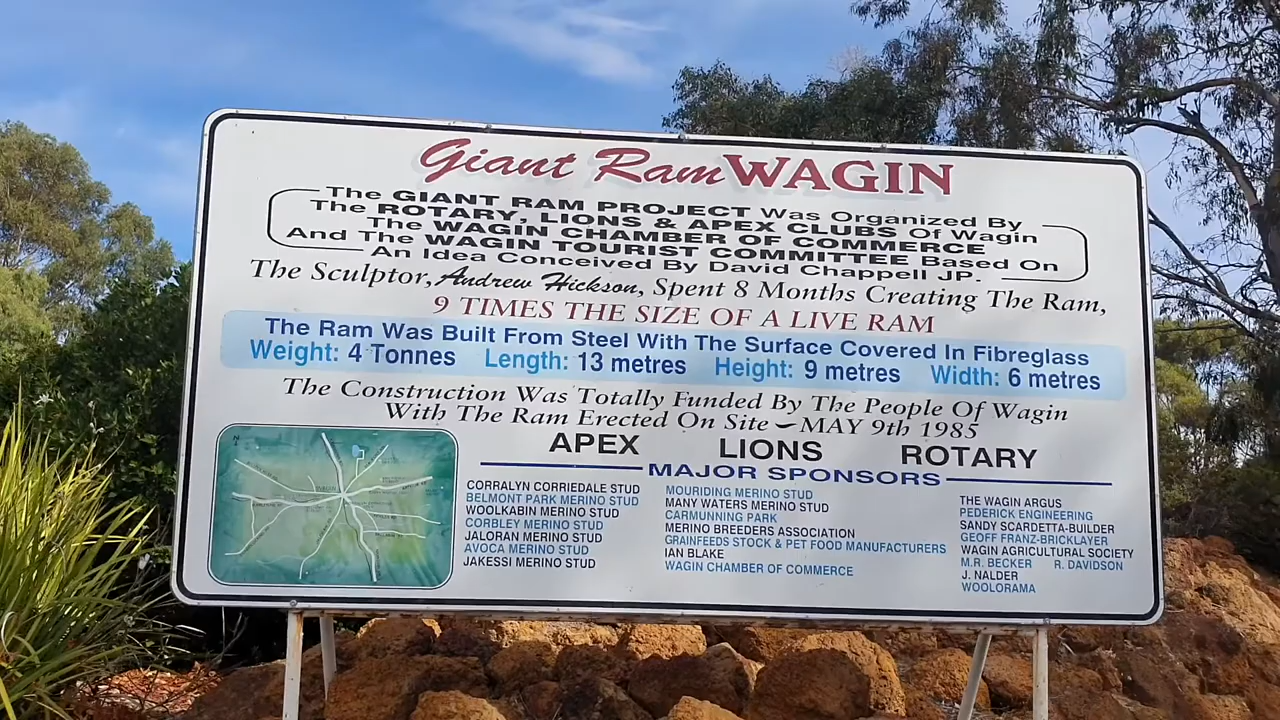 Giant Ram WAGIN
The GIANT RAM PROJECT Was Organized By
The ROTARY, LIONS & APEX CLUBS Of Wagin
The WAGIN CHAMBER OF COMMERCE
And The WAGIN TOURIST COMMITTEE Based On
An Idea Conceived By David Chappell JP.
The Sculptor, Andrew Hickson, Spent 8 Months Creating The Ram,
9 TIMES THE SIZE OF A LIVE RAM
The Ram Was Built From Steel With The Surface Covered In Fibreglass
Weight: 4 Tonnes Length: 13 metres Height: 9 metres Width: 6 metres
The Construction Was Totally Funded By The People Of Wagin
With The Ram Erected On Site - MAY 9th 1985
APEX LIONS ROTARY
MAJOR SPONSORS
CORRALYN CORRIEDALE STUD
BELMONT PARK MERINO STUD
WOOLKABIN MERINO STUD
CORBLEY MERINO STUD
JALORAN MERINO STUD
AVOCA MERINO STUD
JAKESSI MERINO STUD
MOURIDING MERINO STUD
MANY WATERS MERINO STUD
CARMUNNING PARK
MERINO BREEDERS ASSOCIATION
GRAINFEEDS STOCK & PET FOOD MANUFACTURERS
IAN BLAKE
WAGIN CHAMBER OF COMMERCE
THE WAGIN ARGUS
PEDERICK ENGINEERING
SANDY SCARDETTA-BUILDER
GEOFF FRANZ-BRICKLAYER
WAGIN AGRICULTURAL SOCIETY
M.R. BECKER R. DAVIDSON
J. NALDER
WOOLORAMA